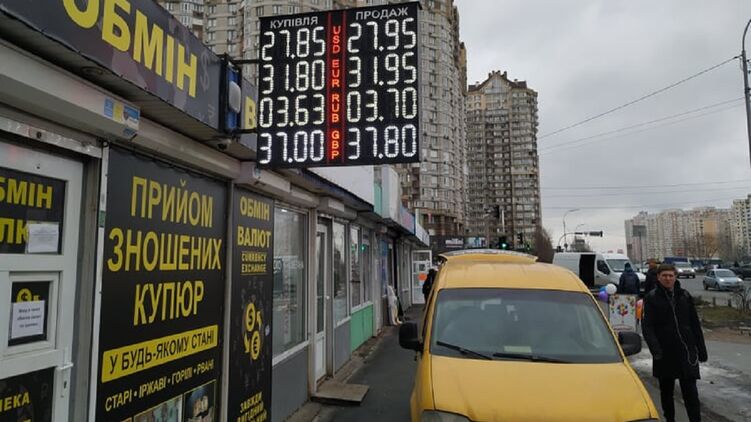 ОБМІН
КУПІВЛЯ ПРОДАЖ
27.85 USD 27.95
31.80 EUR 31.95
03.63 RUB 03.70
37.00 GBP 37.80
ОБМІН
ПРИЙОМ
ЗНОШЕНИХ
КУПЮР
У БУДЬ-ЯКОМУ СТАНІ
СТАРІ • ІРЖАВІ • ГОРІЛІ • РВАНІ
ОБМІН
ВАЛЮТ
CURRENCY
EXCHANGE
ЗАВЖДИ